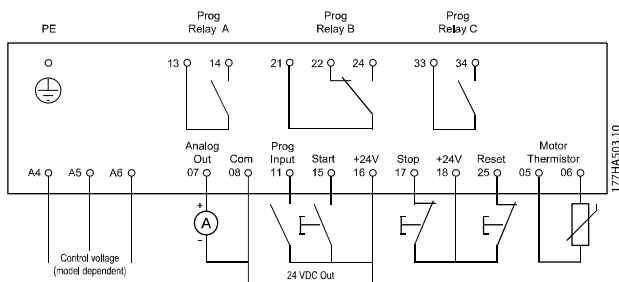 PE
Prog
Relay A
Prog
Relay B
Prog
Relay C
13 14 21 22 24 33 34
Analog
Out
Com
Prog
Input
Start
+24V
Stop
+24V
Reset
Motor
Thermistor
A4 A5 A6 07 08 11 15 16 17 18 25 05 06
+
A
-
Control voltage
(model dependent)
24 VDC Out
177HA503.10